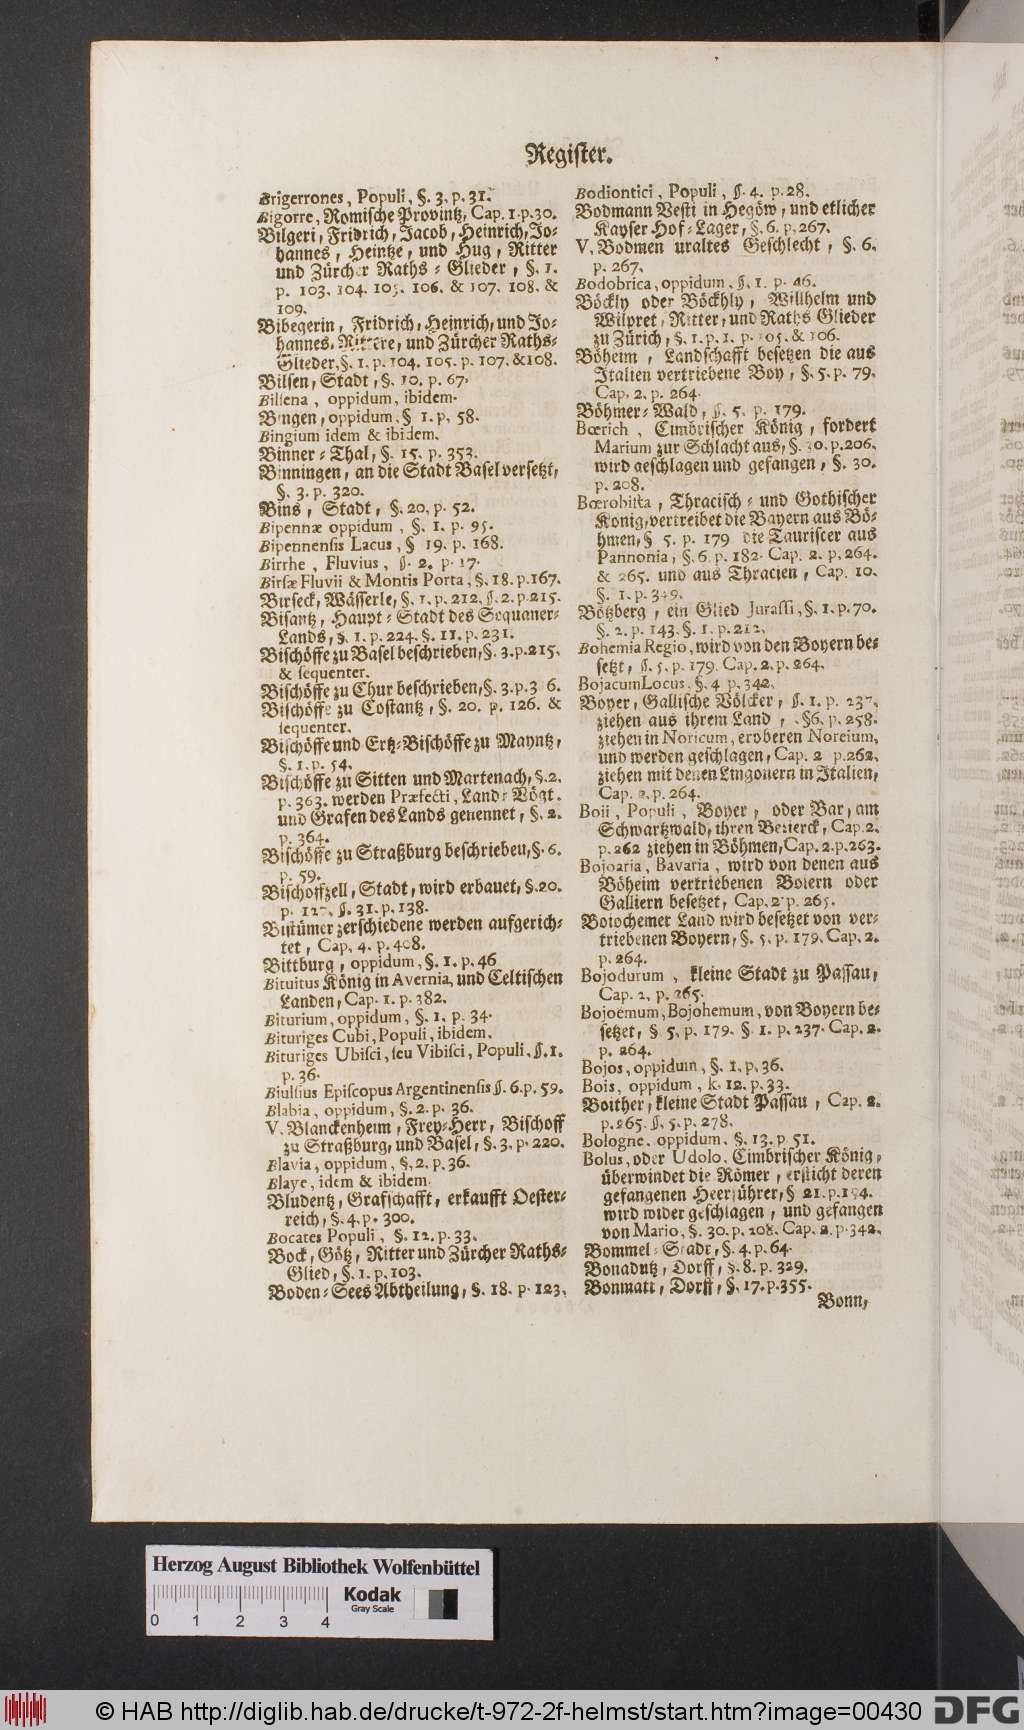 Register.
Brigerrones, Populi, §. 3. p. 31.
Bigorre, Romische Provintz, Cap. 1. p. 30.
Bilgeri, Fridrich, Jacob, Heinrich, Jo-
hannes, Heintze, und Hug, Ritter
und Zürcher Raths-Glieder, §. 1.
p. 103. 104. 105. 106. & 107. 108. &
109.
Bibegerin, Fridrich, Heinrich, und Jo-
hannes, Rittere, und Zürcher Raths-
Glieder, §. 1. p. 104. 105. p. 107. & 108.
Bilsen, Stadt, §. 10. p. 67.
Biliena, oppidum, ibidem.
Bingen, oppidum, § 1. p. 58.
Bingium idem & ibidem.
Binner-Thal, §. 15. p. 353.
Binningen, an die Stadt Basel versetzt,
§. 3. p. 320.
Bins, Stadt, §. 20. p. 52.
Bipennæ oppidum, §. 1. p. 95.
Bipennensis Lacus, § 19. p. 168.
Birrhe, Fluvius, §. 2. p. 17.
Birsæ Fluvii & Montis Porta, §. 18. p. 167.
Birseck, Wässerle, §. 1. p. 212. §. 2. p. 215.
Bisantz, Haupt-Stadt des Sequaner-
Lands, §. 1. p. 224. §. 11. p. 231.
Bischöffe zu Basel beschrieben, §. 3. p. 215.
& sequenter.
Bischöffe zu Chur beschrieben, §. 3. p. 3 6.
Bischöffe zu Costantz, §. 20. p. 126. &
sequenter.
Bischöffe und Ertz-Bischöffe zu Mayntz,
§. 1. p. 54.
Bischöffe zu Sitten und Martenach, §. 2.
p. 363. werden Præfecti, Land-Vögt.
und Grafen des Lands genennet, §. 2.
p. 364.
Bischöffe zu Straßburg beschrieben, §. 6.
p. 59.
Bischoffzell, Stadt, wird erbauet, §. 20.
p. 127. §. 31. p. 138.
Bistümer zerschiedene werden aufgerich-
tet, Cap. 4. p. 408.
Bittburg, oppidum, §. 1. p. 46
Bituitus König in Avernia, und Celtischen
Landen, Cap. 1. p. 382.
Biturium, oppidum, §. 1. p. 34.
Bituriges Cubi, Populi, ibidem.
Bituriges Ubisci, seu Vibisci, Populi, §. 1.
p. 36.
Biulfius Episcopus Argentinensis §. 6. p. 59.
Blabia, oppidum, §. 2. p. 36.
V. Blanckenheim, Frey-Herr, Bischoff
zu Straßburg, und Basel, §. 3. p. 220.
Blavia, oppidum, §. 2. p. 36.
Blaye, idem & ibidem.
Bludentz, Grafschafft, erkaufft Oester-
reich, §. 4. p. 300.
Bocates Populi, §. 12. p. 33.
Bock, Götz, Ritter und Zürcher Raths-
Glied, §. 1. p. 103.
Boden-Sees Abtheilung, §. 18. p. 123.
Bodiontici, Populi, §. 4. p. 28.
Bodmann Vesti in Hegöw, und etlicher
Kayser Hof-Lager, §. 6. p. 267.
V. Bodmen uraltes Geschlecht, §. 6.
p. 267.
Bodobrica, oppidum, §. 1. p. 46.
Böckly oder Böckhly, Willhelm und
Wilpret, Ritter, und Raths Glieder
zu Zürich, §. 1. p. 1. p. 105. & 106.
Böheim, Landschafft besetzen die aus
Italien vertriebene Boy, §. 5. p. 79.
Cap. 2. p. 264.
Böhmer-Wald, §. 5. p. 179.
Bœrich, Cimbrischer König, fordert
Marium zur Schlacht aus, §. 30. p. 206.
wird geschlagen und gefangen, §. 30.
p. 208.
Bœrobista, Thracisch- und Gothischer
Konig, vertreibet die Bayern aus Bö-
hmen, § 5. p. 179 die Tauriscer aus
Pannonia, §. 6. p. 182. Cap. 2. p. 264.
& 265. und aus Thracien, Cap. 10.
§. 1. p. 349.
Bötzberg, ein Glied Jurassi, §. 1. p. 70.
§. 2. p. 143. §. 1. p. 212.
Bohemia Regio, wird von den Boyern be-
setzt, §. 5. p. 179. Cap. 2. p. 264.
Bojacum Locus, §. 4 p. 342.
Boyer, Gallische Völcker, §. 1. p. 237.
ziehen aus ihrem Land, §6. p. 258.
ziehen in Noricum, eroberen Noreium,
und werden geschlagen, Cap. 2 p. 262.
ziehen mit denen Lingonern in Italien,
Cap. 2. p. 264.
Boii, Populi, Boyer, oder Bar, am
Schwartzwald, ihren Bezierck, Cap. 2.
p. 262 ziehen in Böhmen, Cap. 2. p. 263.
Bojoaria, Bavaria, wird von denen aus
Böheim vertriebenen Boiern oder
Galliern besetzet, Cap. 2. p. 265.
Boiochemer Land wird besetzet von ver-
triebenen Boyern, §. 5. p. 179. Cap. 2.
p. 264.
Bojodurum, kleine Stadt zu Passau,
Cap. 2. p. 265.
Bojoemum, Bojohemum, von Boyern be-
setzet, § 5. p. 179. §. 1. p. 237. Cap. 2.
p. 264.
Bojos, oppidum, §. 1. p. 36.
Bois, oppidum, k. 12. p. 33.
Boither, kleine Stadt Passau, Cap. 2.
p. 265. §. 5. p. 278.
Bologne, oppidum, §. 13. p. 51.
Bolus, oder Udolo, Cimbrischer König,
überwindet die Römer, ersticht deren
gefangenen Heerführer, § 21. p. 194.
wird wider geschlagen, und gefangen
von Mario, §. 30. p. 208. Cap. 2. p. 342.
Bommel-Stadt, §. 4. p. 64.
Bonadutz, Dorff, §. 8. p. 329.
Bonmatt, Dorff, §. 17. p. 355.
Bonn,
Herzog August Bibliothek Wolfenbüttel
Kodak
Gray Scale
0 1 2 3 4
© HAB http://diglib.hab.de/drucke/t-972-2f-helmst/start.htm?image=00430
DFG